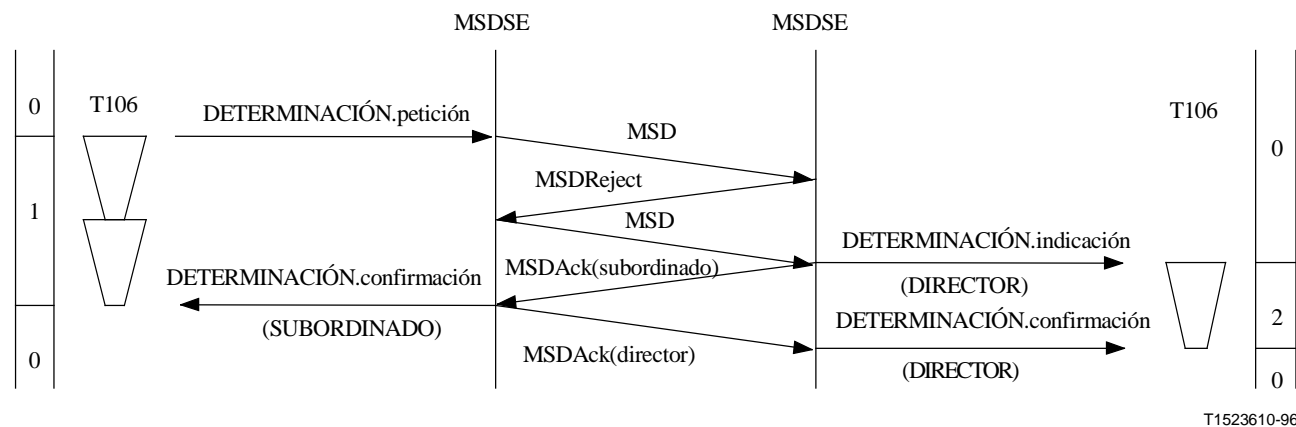 MSDSE
MSDSE
0
T106
DETERMINACIÓN.petición
MSD
T106
0
MSDReject
1
MSD
DETERMINACIÓN.indicación
DETERMINACIÓN.confirmación
MSDAck(subordinado)
(DIRECTOR)
(SUBORDINADO)
DETERMINACIÓN.confirmación
2
0
MSDAck(director)
(DIRECTOR)
0
T1523610-96